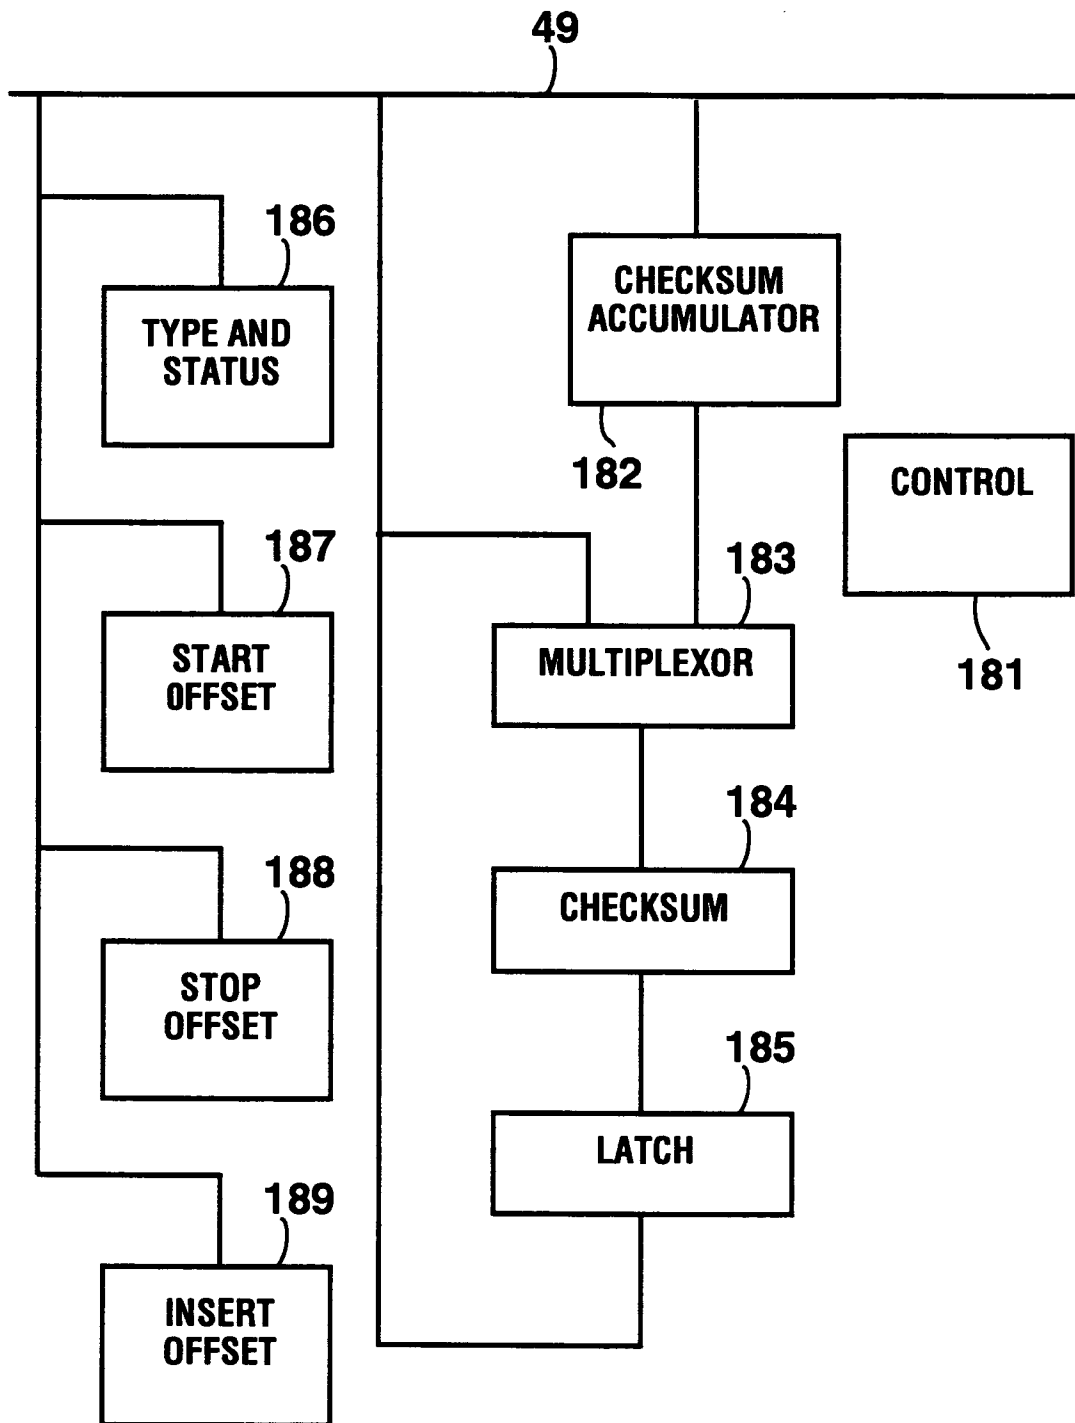 49
186
TYPE AND
STATUS
CHECKSUM
ACCUMULATOR
182
CONTROL
181
187
START
OFFSET
183
MULTIPLEXOR
184
CHECKSUM
188
STOP
OFFSET
185
LATCH
189
INSERT
OFFSET